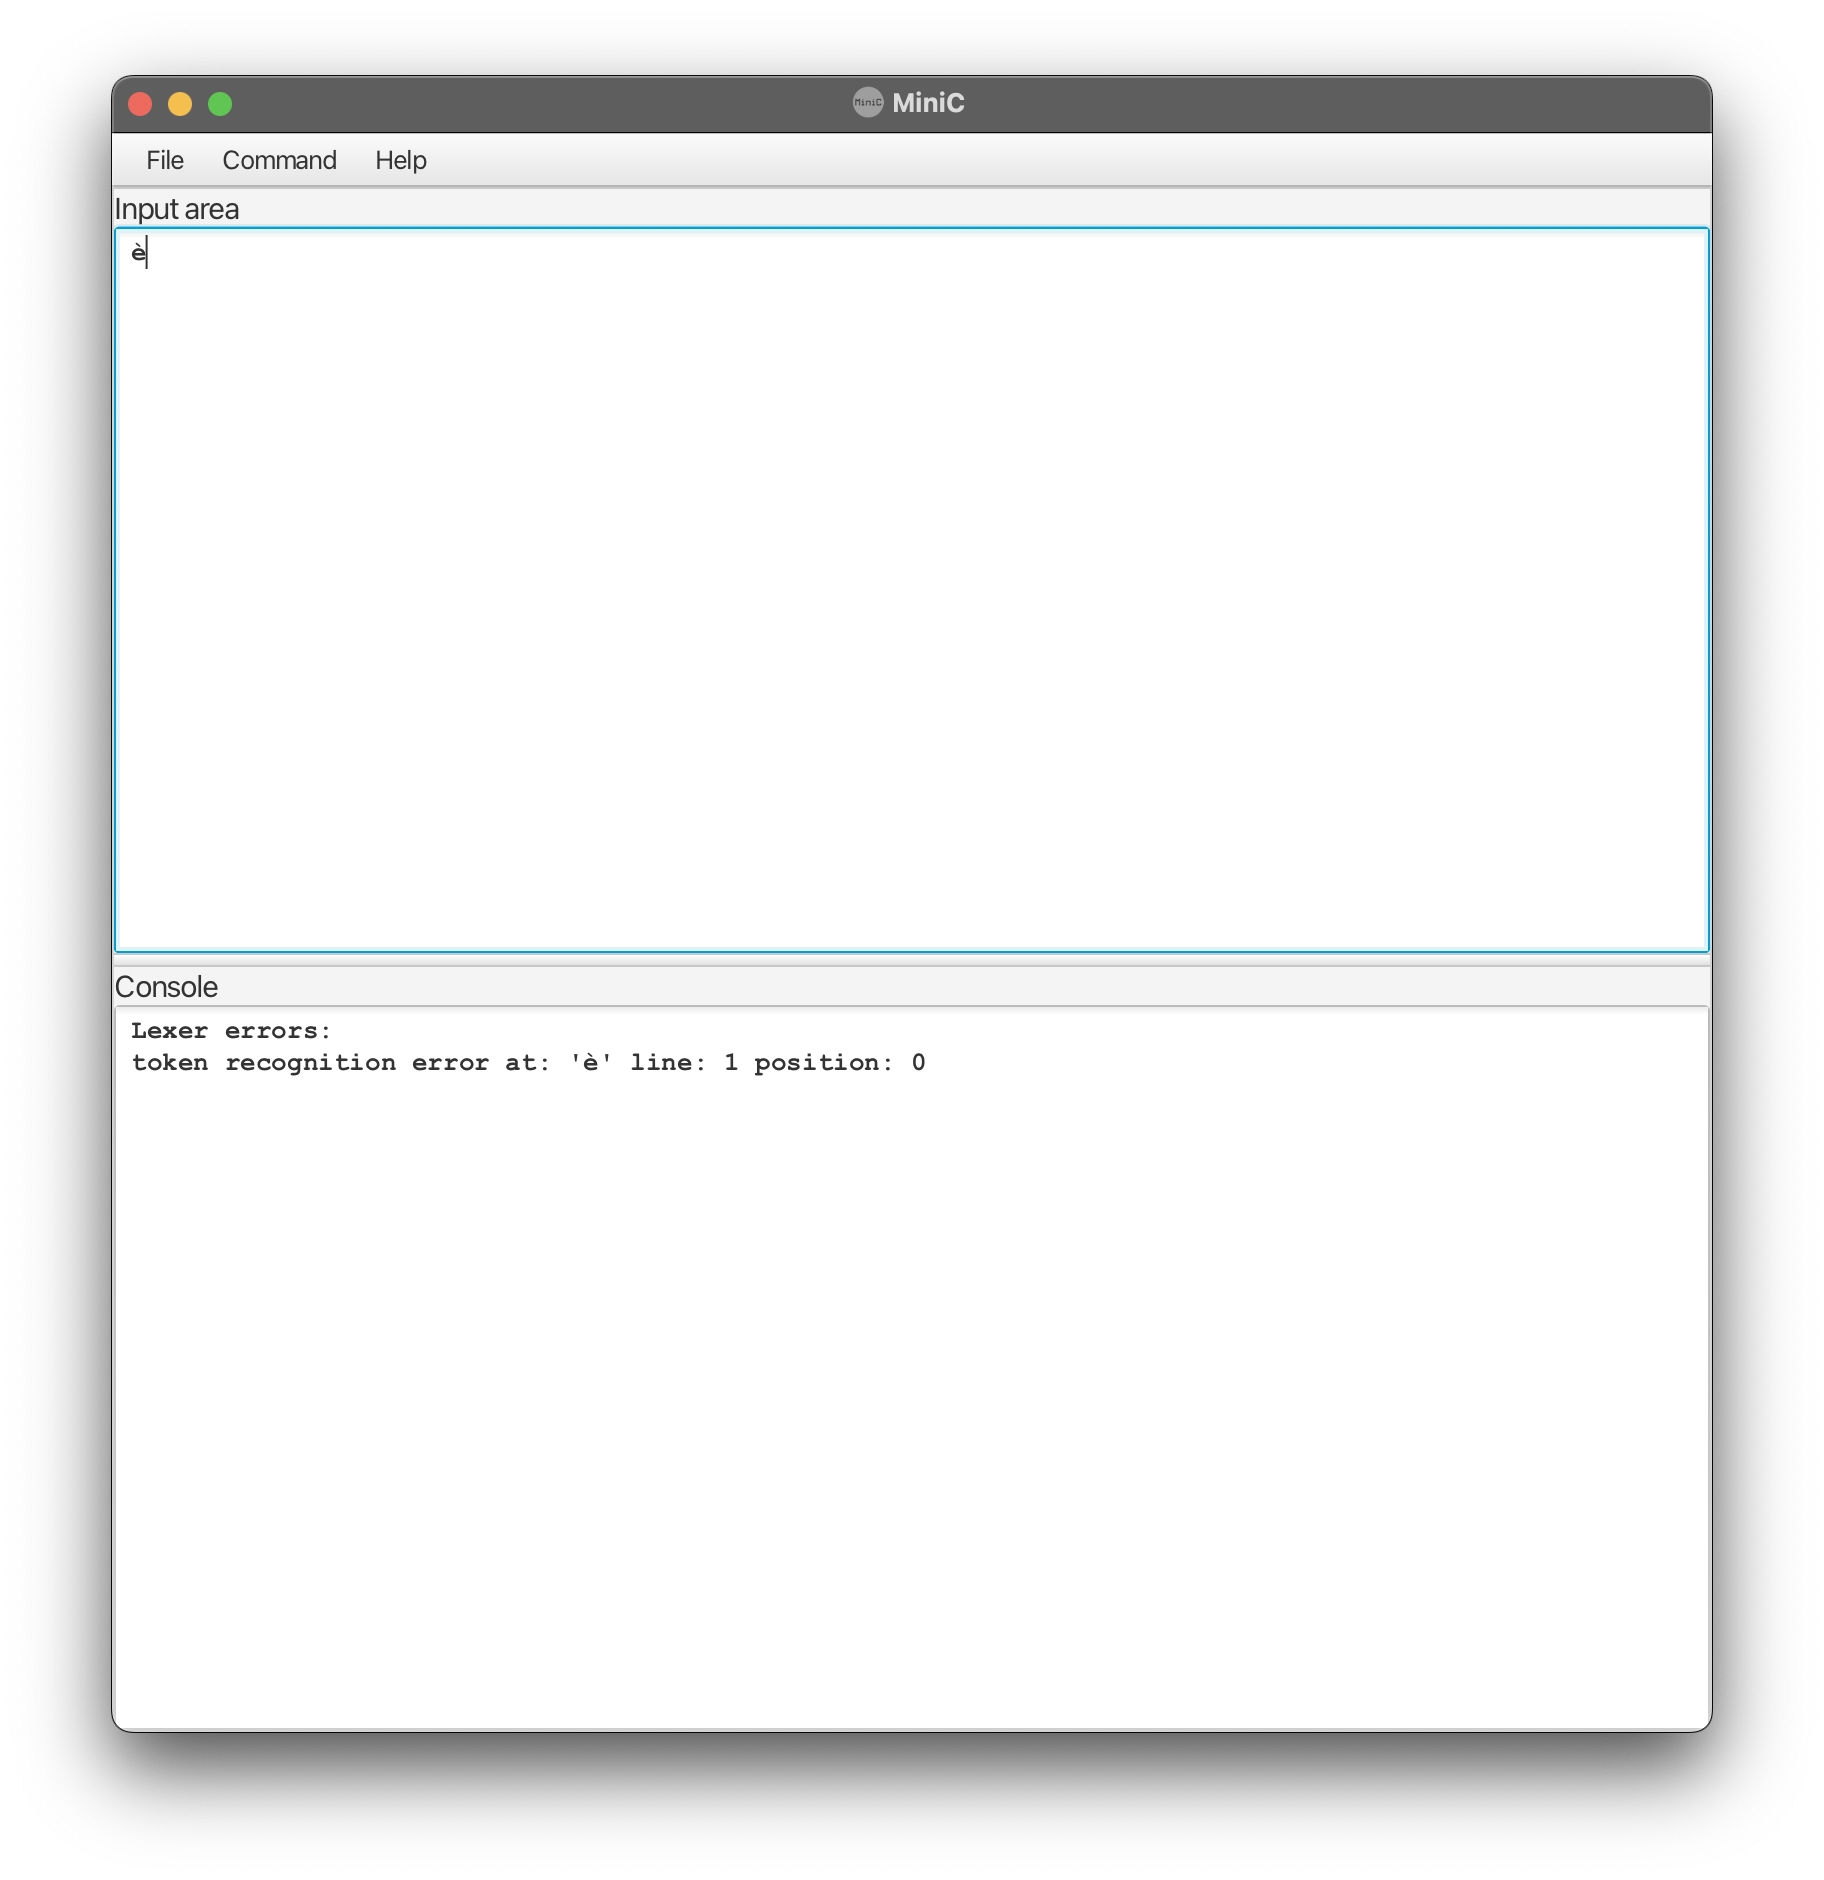 MiniC MiniC
File Command Help
Input area
è
Console
Lexer errors:
token recognition error at: 'è' line: 1 position: 0